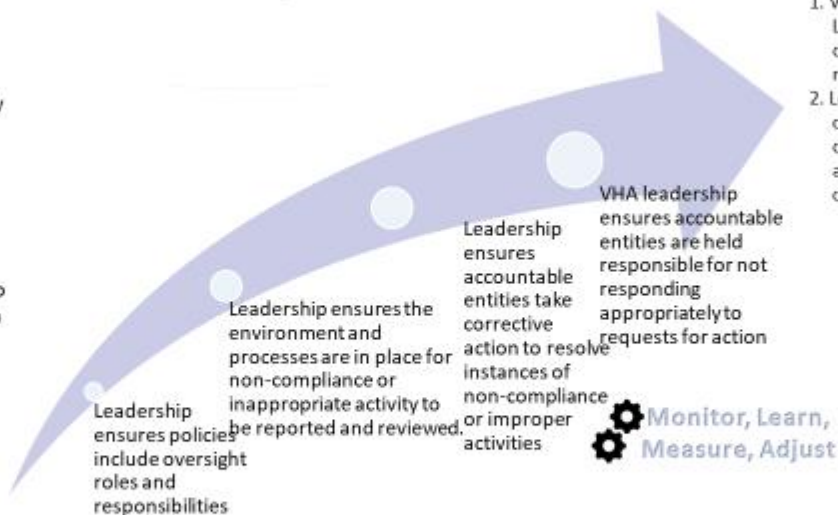 Leadership
ensures policies
include oversight
roles and
responsibilities
Leadership ensures the
environment and
processes are in place for
non-compliance or
inappropriate activity to
be reported and reviewed.
Leadership
ensures
accountable
entities take
corrective
action to resolve
instances of
non-compliance
or improper
activities
VHA leadership
ensures accountable
entities are held
responsible for not
responding
appropriately to
requests for action
Monitor, Learn,
Measure, Adjust
1.
2.